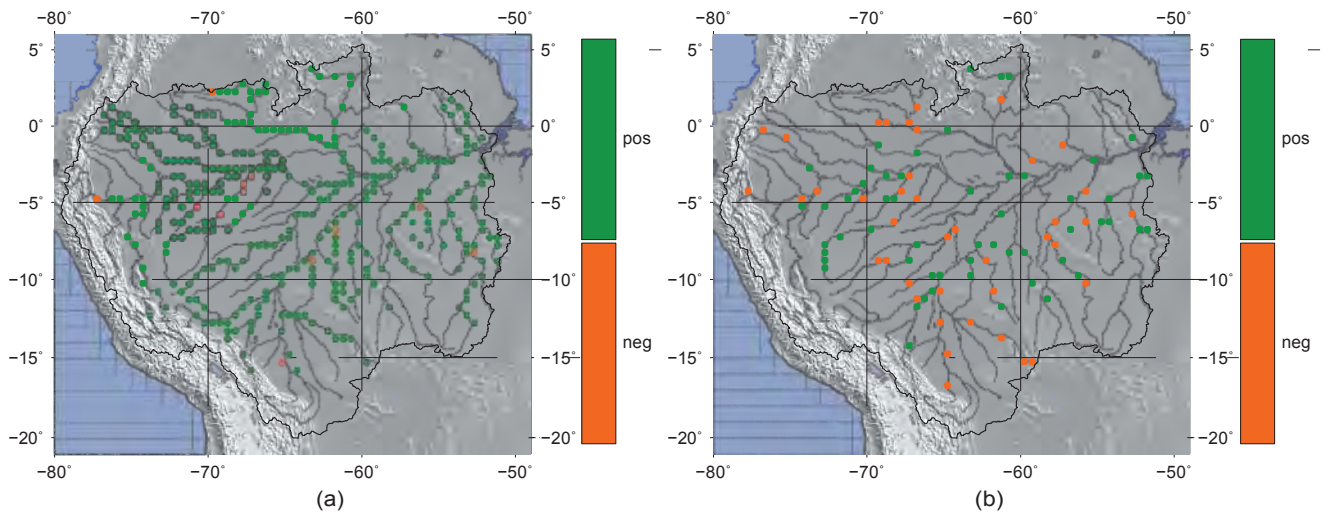 −80 −70 −60 −50 −80 −70 −60 −50
5° 5° 5° 5°
0° 0° 0° 0°
pos pos
−5° −5° −5° −5°
−10° −10° −10° −10°
neg neg
−15° −15° −15° −15°
−20° −20° −20° −20°
−80 −70 −60 −50 −80 −70 −60 −50
(a) (b)